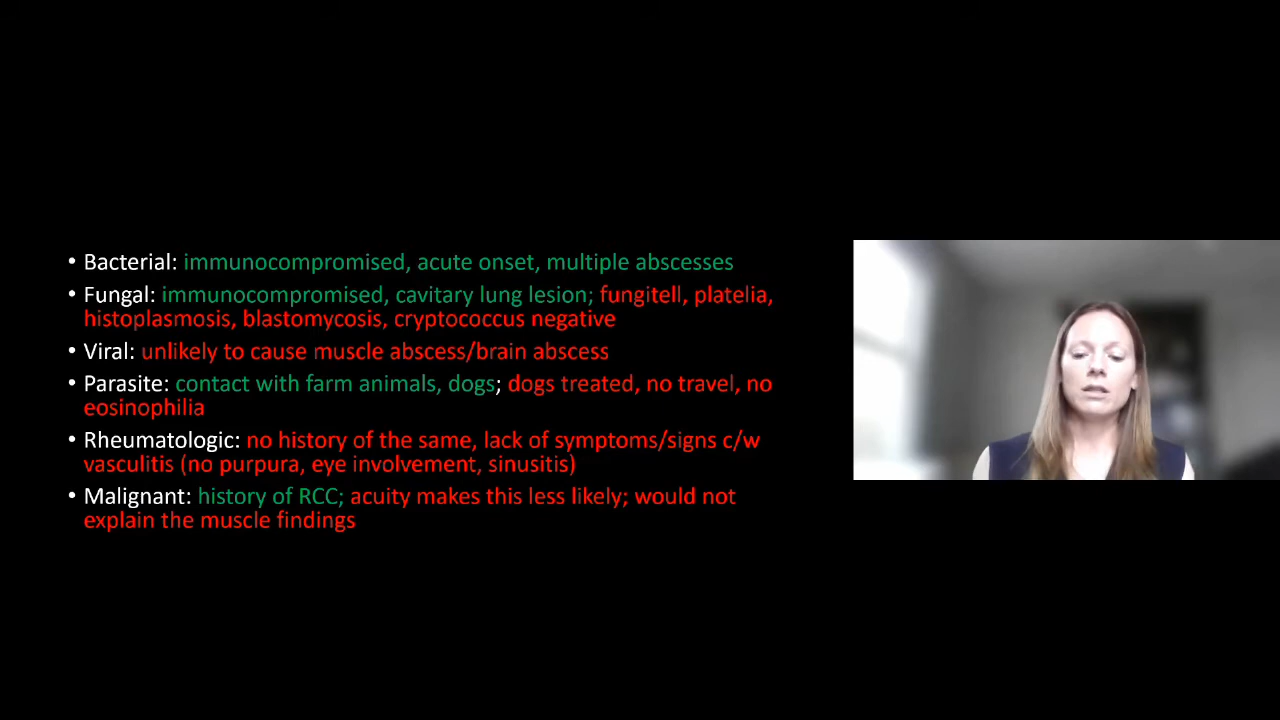 • Bacterial: immunocompromised, acute onset, multiple abscesses
• Fungal: immunocompromised, cavitary lung lesion; fungitell, platelia,
histoplasmosis, blastomycosis, cryptococcus negative
• Viral: unlikely to cause muscle abscess/brain abscess
• Parasite: contact with farm animals, dogs; dogs treated, no travel, no
eosinophilia
• Rheumatologic: no history of the same, lack of symptoms/signs c/w
vasculitis (no purpura, eye involvement, sinusitis)
• Malignant: history of RCC; acuity makes this less likely; would not
explain the muscle findings